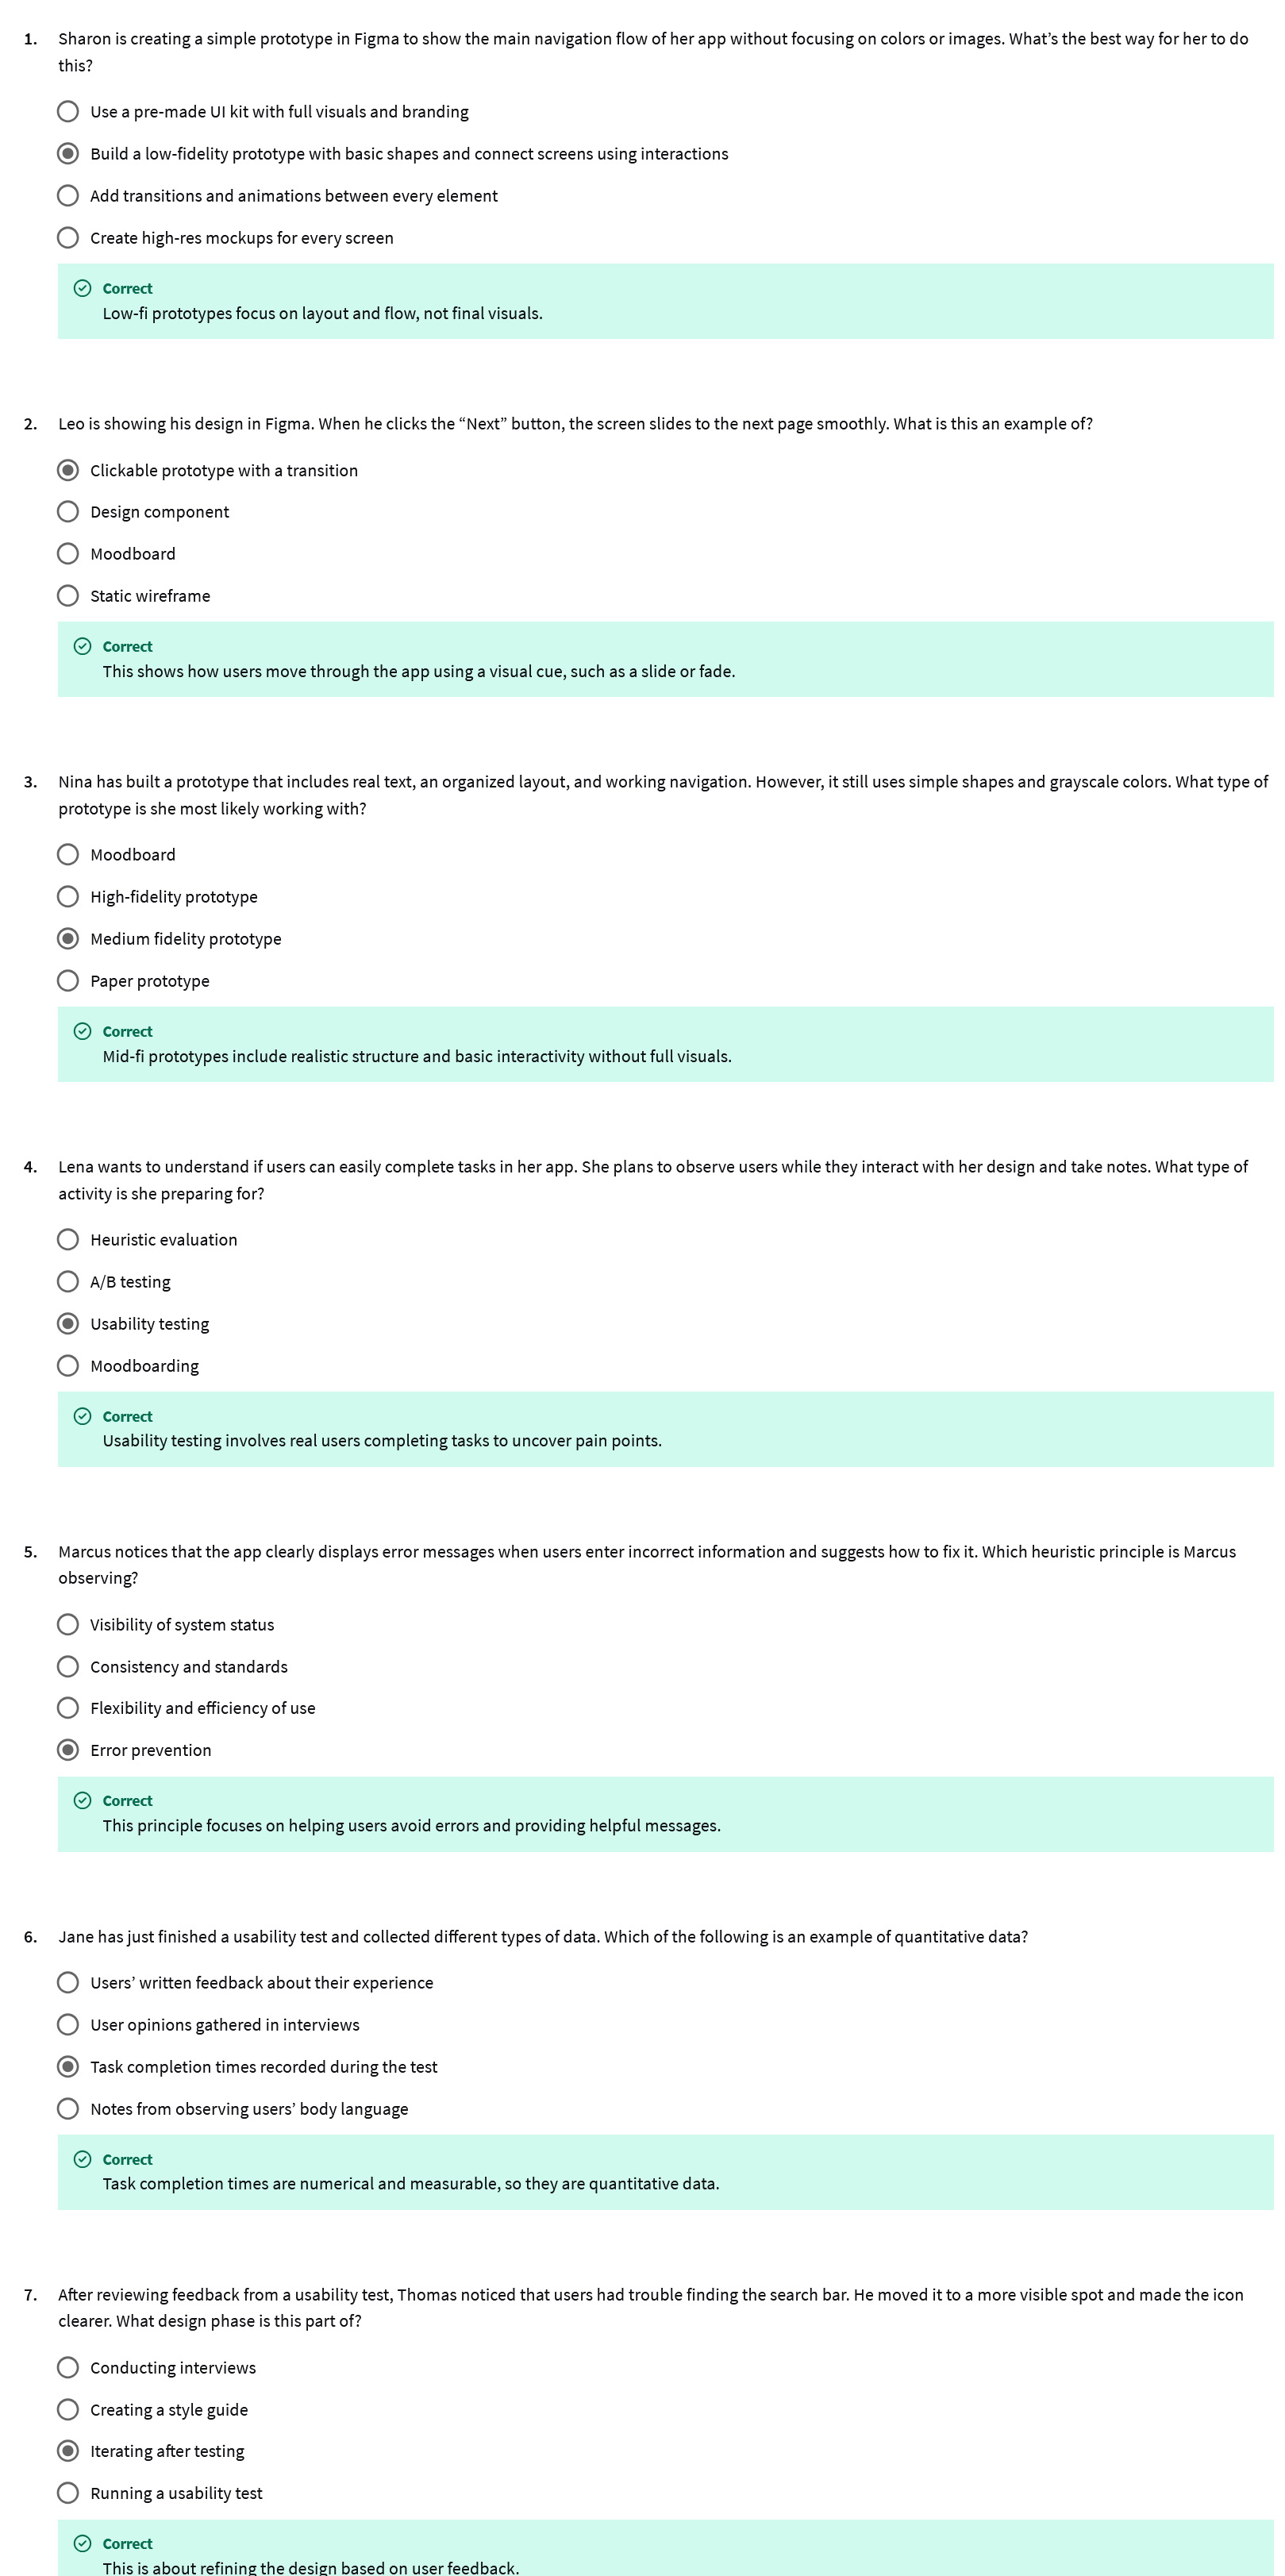 1. Sharon is creating a simple prototype in Figma to show the main navigation flow of her app without focusing on colors or images. What’s the best way for her to do
this?
Use a pre-made UI kit with full visuals and branding
Build a low-fidelity prototype with basic shapes and connect screens using interactions
Add transitions and animations between every element
Create high-res mockups for every screen
Correct
Low-fi prototypes focus on layout and flow, not final visuals.
2. Leo is showing his design in Figma. When he clicks the “Next” button, the screen slides to the next page smoothly. What is this an example of?
Clickable prototype with a transition
Design component
Moodboard
Static wireframe
Correct
This shows how users move through the app using a visual cue, such as a slide or fade.
3. Nina has built a prototype that includes real text, an organized layout, and working navigation. However, it still uses simple shapes and grayscale colors. What type of
prototype is she most likely working with?
Moodboard
High-fidelity prototype
Medium fidelity prototype
Paper prototype
Correct
Mid-fi prototypes include realistic structure and basic interactivity without full visuals.
4. Lena wants to understand if users can easily complete tasks in her app. She plans to observe users while they interact with her design and take notes. What type of
activity is she preparing for?
Heuristic evaluation
A/B testing
Usability testing
Moodboarding
Correct
Usability testing involves real users completing tasks to uncover pain points.
5. Marcus notices that the app clearly displays error messages when users enter incorrect information and suggests how to fix it. Which heuristic principle is Marcus
observing?
Visibility of system status
Consistency and standards
Flexibility and efficiency of use
Error prevention
Correct
This principle focuses on helping users avoid errors and providing helpful messages.
6. Jane has just finished a usability test and collected different types of data. Which of the following is an example of quantitative data?
Users’ written feedback about their experience
User opinions gathered in interviews
Task completion times recorded during the test
Notes from observing users’ body language
Correct
Task completion times are numerical and measurable, so they are quantitative data.
7. After reviewing feedback from a usability test, Thomas noticed that users had trouble finding the search bar. He moved it to a more visible spot and made the icon
clearer. What design phase is this part of?
Conducting interviews
Creating a style guide
Iterating after testing
Running a usability test
Correct
This is about refining the design based on user feedback.